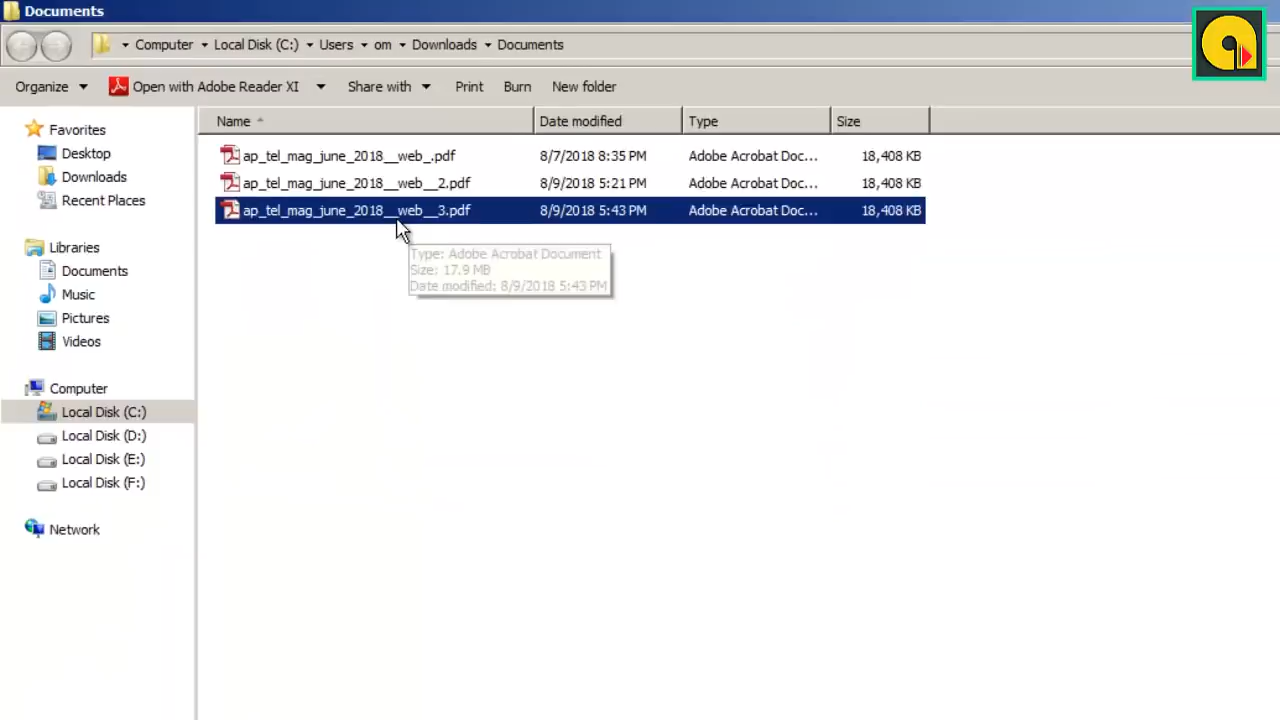 Documents
Computer Local Disk (C:) Users om Downloads Documents
Organize Open with Adobe Reader XI Share with Print Burn New folder
Name Date modified Type Size
Favorites
Desktop
Downloads
Recent Places
Libraries
Documents
Music
Pictures
Videos
Computer
Local Disk (C:)
Local Disk (D:)
Local Disk (E:)
Local Disk (F:)
Network
ap_tel_mag_june_2018__web_.pdf 8/7/2018 8:35 PM Adobe Acrobat Doc... 18,408 KB
ap_tel_mag_june_2018__web__2.pdf 8/9/2018 5:21 PM Adobe Acrobat Doc... 18,408 KB
ap_tel_mag_june_2018__web__3.pdf 8/9/2018 5:43 PM Adobe Acrobat Doc... 18,408 KB
Type: Adobe Acrobat Document
Size: 17.9 MB
Date modified: 8/9/2018 5:43 PM